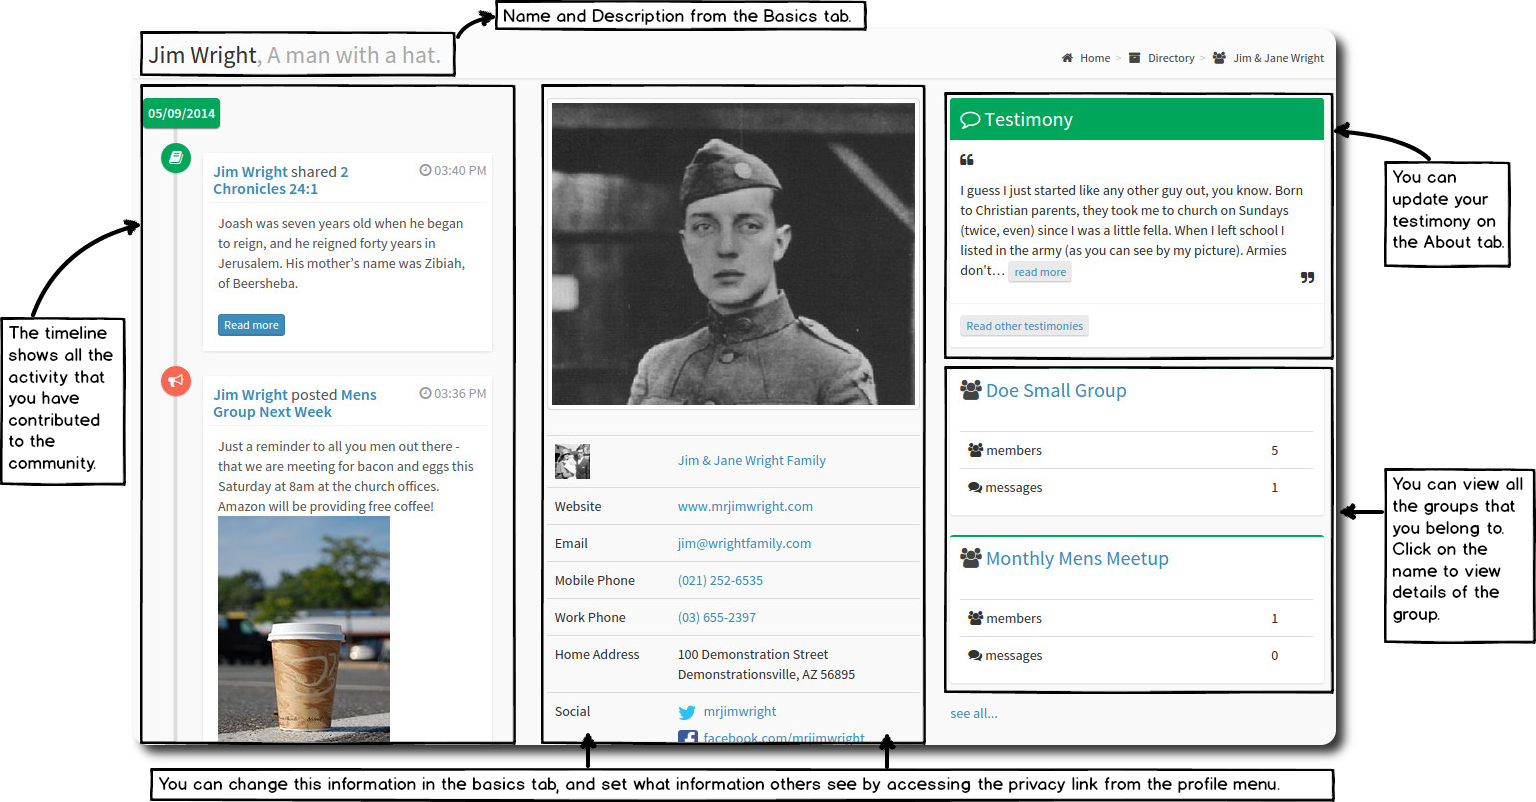 Name and Description from the Basics tab.
Jim Wright, A man with a hat.
Home > Directory > Jim & Jane Wright
05/09/2014
Jim Wright shared 2
Chronicles 24:1
03:40 PM
Joash was seven years old when he began
to reign, and he reigned forty years in
Jerusalem. His mother's name was Zibiah,
of Beersheba.
Read more
Jim Wright posted Mens
Group Next Week
03:36 PM
Just a reminder to all you men out there -
that we are meeting for bacon and eggs this
Saturday at 8am at the church offices.
Amazon will be providing free coffee!
The timeline
shows all the
activity that
you have
contributed
to the
community.
Jim & Jane Wright Family
Website www.mrjimwright.com
Email jim@wrightfamily.com
Mobile Phone (021) 252-6535
Work Phone (03) 655-2397
Home Address 100 Demonstration Street
Demonstrationsville, AZ 56895
Social mrjimwright
facebook.com/mrjimwright
Testimony
“
I guess I just started like any other guy out, you know. Born
to Christian parents, they took me to church on Sundays
(twice, even) since I was a little fella. When I left school I
listed in the army (as you can see by my picture). Armies
don't… read more
”
Read other testimonies
Doe Small Group
members 5
messages 1
Monthly Mens Meetup
members 1
messages 0
see all...
You can
update your
testimony on
the About tab.
You can view all
the groups that
you belong to.
Click on the
name to view
details of the
group.
You can change this information in the basics tab, and set what information others see by accessing the privacy link from the profile menu.